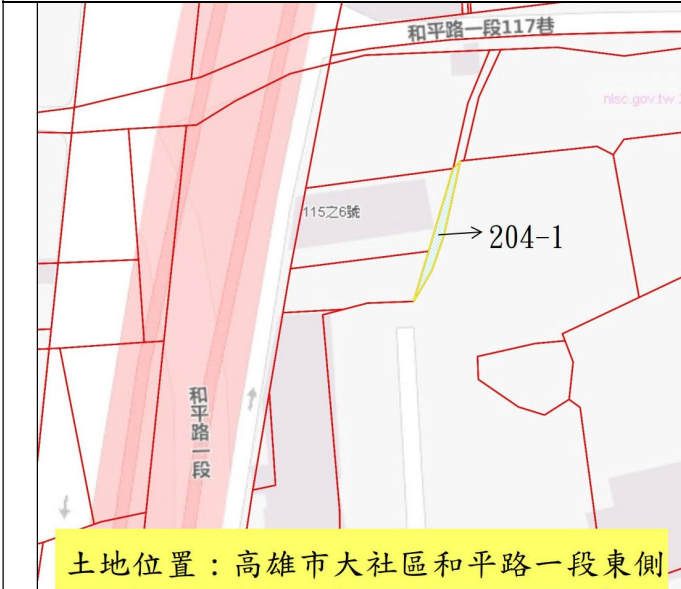 和平路一段117巷
nlsc.gov.tw
115之6號
204-1
和平路一段
土地位置：高雄市大社區和平路一段東側